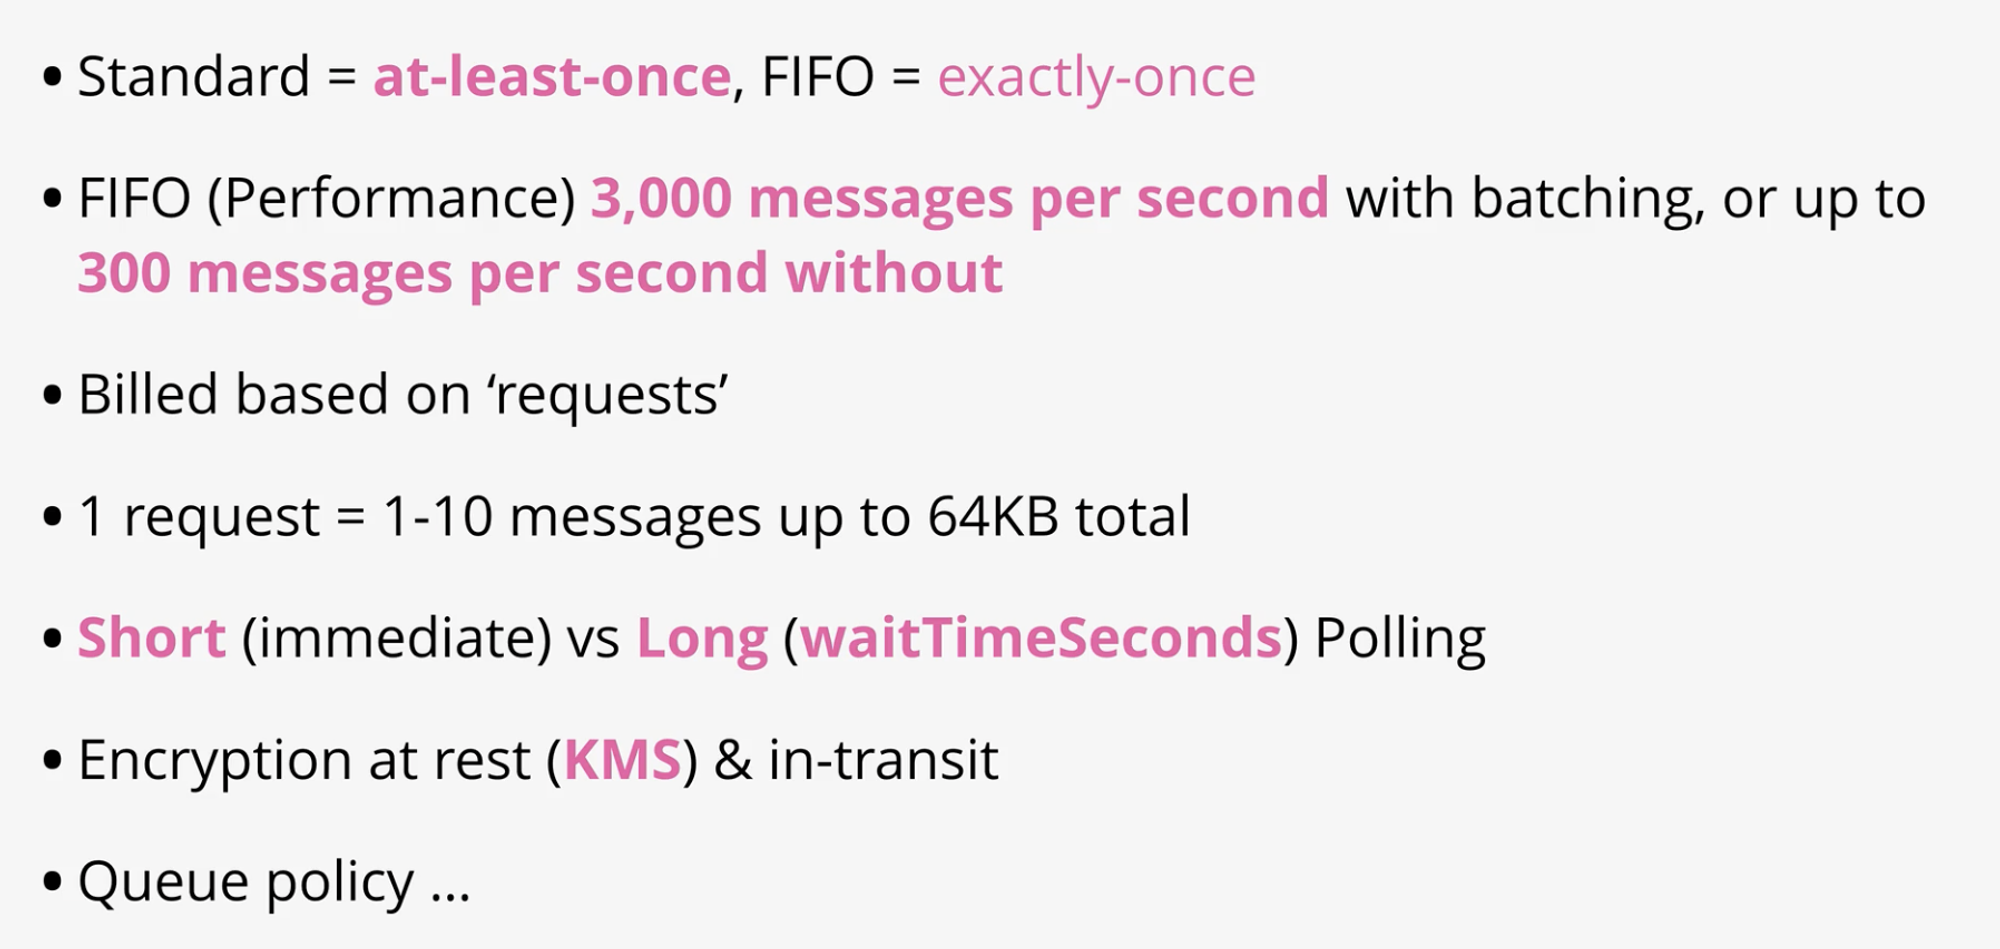 • Standard = at-least-once, FIFO = exactly-once
• FIFO (Performance) 3,000 messages per second with batching, or up to
300 messages per second without
• Billed based on ‘requests’
• 1 request = 1-10 messages up to 64KB total
• Short (immediate) vs Long (waitTimeSeconds) Polling
• Encryption at rest (KMS) & in-transit
• Queue policy ...